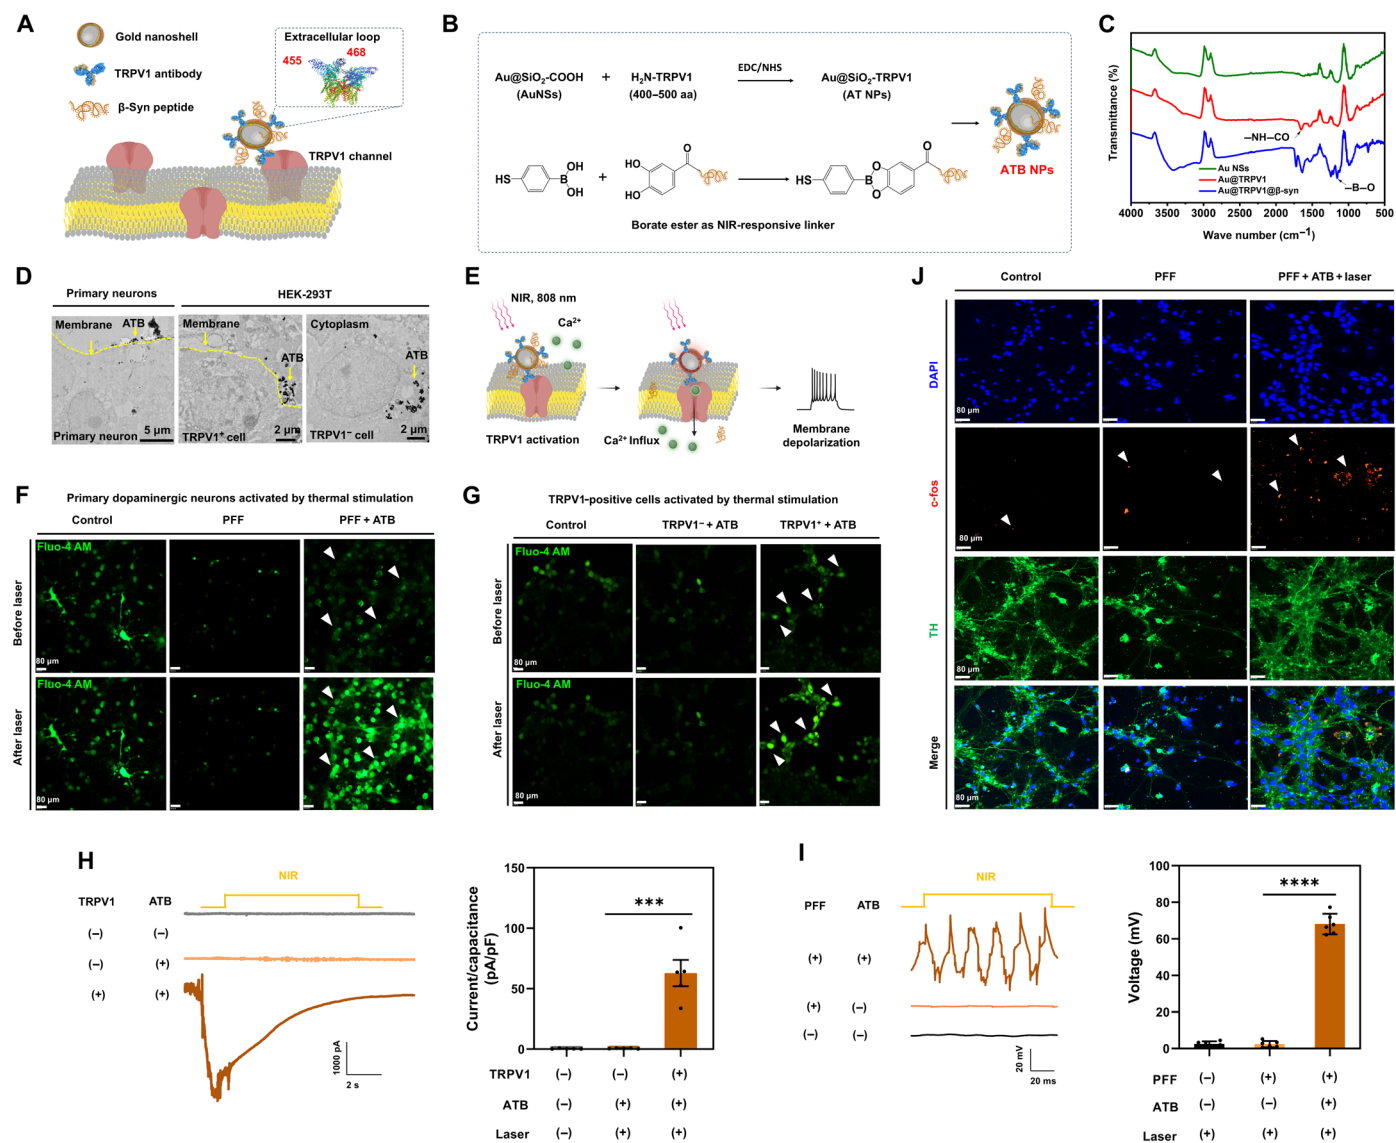 A
Gold nanoshell
TRPV1 antibody
β-Syn peptide
Extracellular loop
455
468
TRPV1 channel
B
Au@SiO₂-COOH
(AuNSs)
+
H₂N-TRPV1
(400–500 aa)
EDC/NHS
Au@SiO₂-TRPV1
(AT NPs)
HS
B
OH
OH
+
HO
HO
O
HS
B
O
O
O
ATB NPs
Borate ester as NIR-responsive linker
C
Transmittance (%)
—NH—CO
Au NSs
Au@TRPV1
Au@TRPV1@β-syn
—B—O
4000 3500 3000 2500 2000 1500 1000 500
Wave number (cm⁻¹)
D
Primary neurons
HEK-293T
Membrane
ATB
Primary neuron
5 μm
Membrane
ATB
TRPV1⁺ cell
2 μm
Cytoplasm
ATB
TRPV1⁻ cell
2 μm
E
NIR, 808 nm
Ca²⁺
TRPV1 activation
Ca²⁺ Influx
Membrane
depolarization
F
Primary dopaminergic neurons activated by thermal stimulation
Control PFF PFF + ATB
Before laser
Fluo-4 AM
80 μm
After laser
Fluo-4 AM
80 μm
G
TRPV1-positive cells activated by thermal stimulation
Control TRPV1⁻ + ATB TRPV1⁺ + ATB
Before laser
Fluo-4 AM
80 μm
After laser
Fluo-4 AM
80 μm
J
Control PFF PFF + ATB + laser
DAPI
80 μm
c-fos
80 μm
TH
80 μm
Merge
80 μm
H
NIR
TRPV1 ATB
(–) (–)
(–) (+)
(+) (+)
1000 pA
2 s
Current/capacitance
(pA/pF)
150
100
50
0
***
TRPV1 (–) (–) (+)
ATB (–) (+) (+)
Laser (–) (+) (+)
I
NIR
PFF ATB
(+) (+)
(+) (–)
(–) (–)
20 mV
20 ms
Voltage (mV)
100
80
60
40
20
0
****
PFF (–) (+) (+)
ATB (–) (–) (+)
Laser (+) (+) (+)